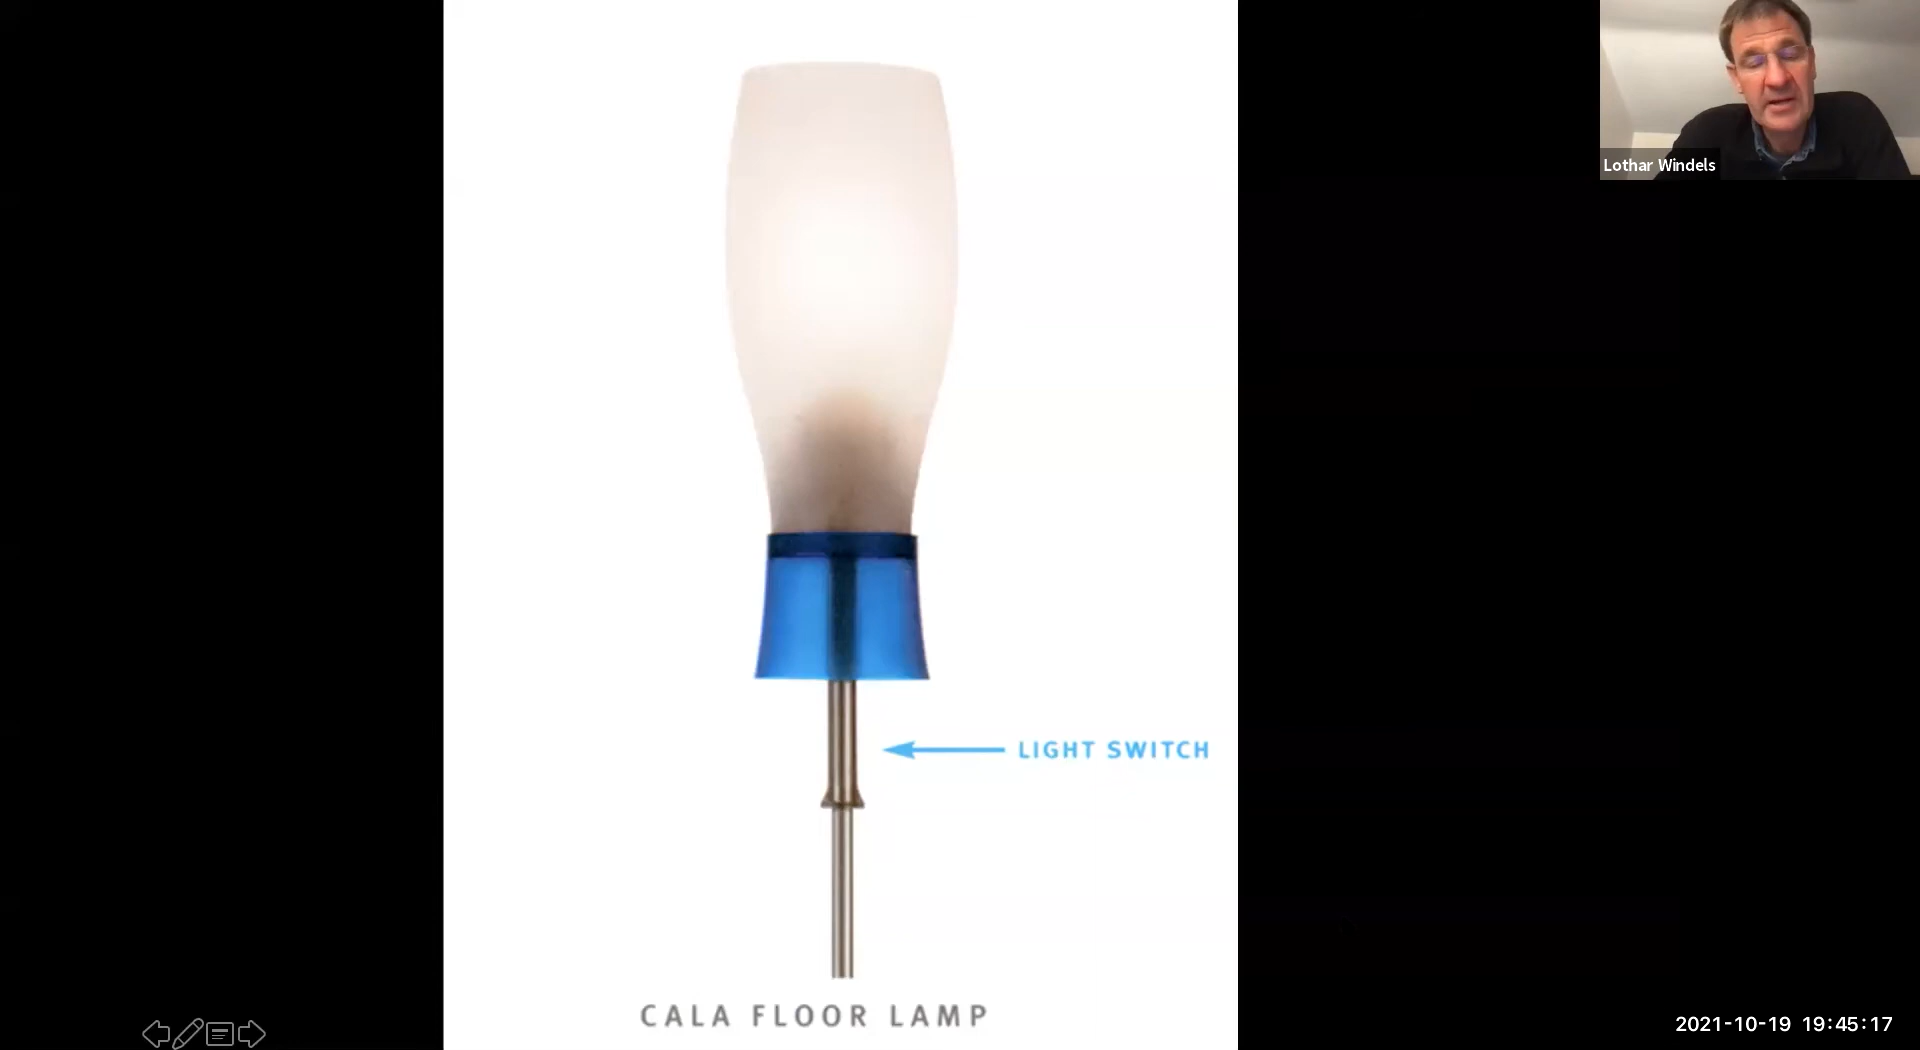 Lothar Windels
LIGHT SWITCH
CALA FLOOR LAMP
2021-10-19 19:45:17